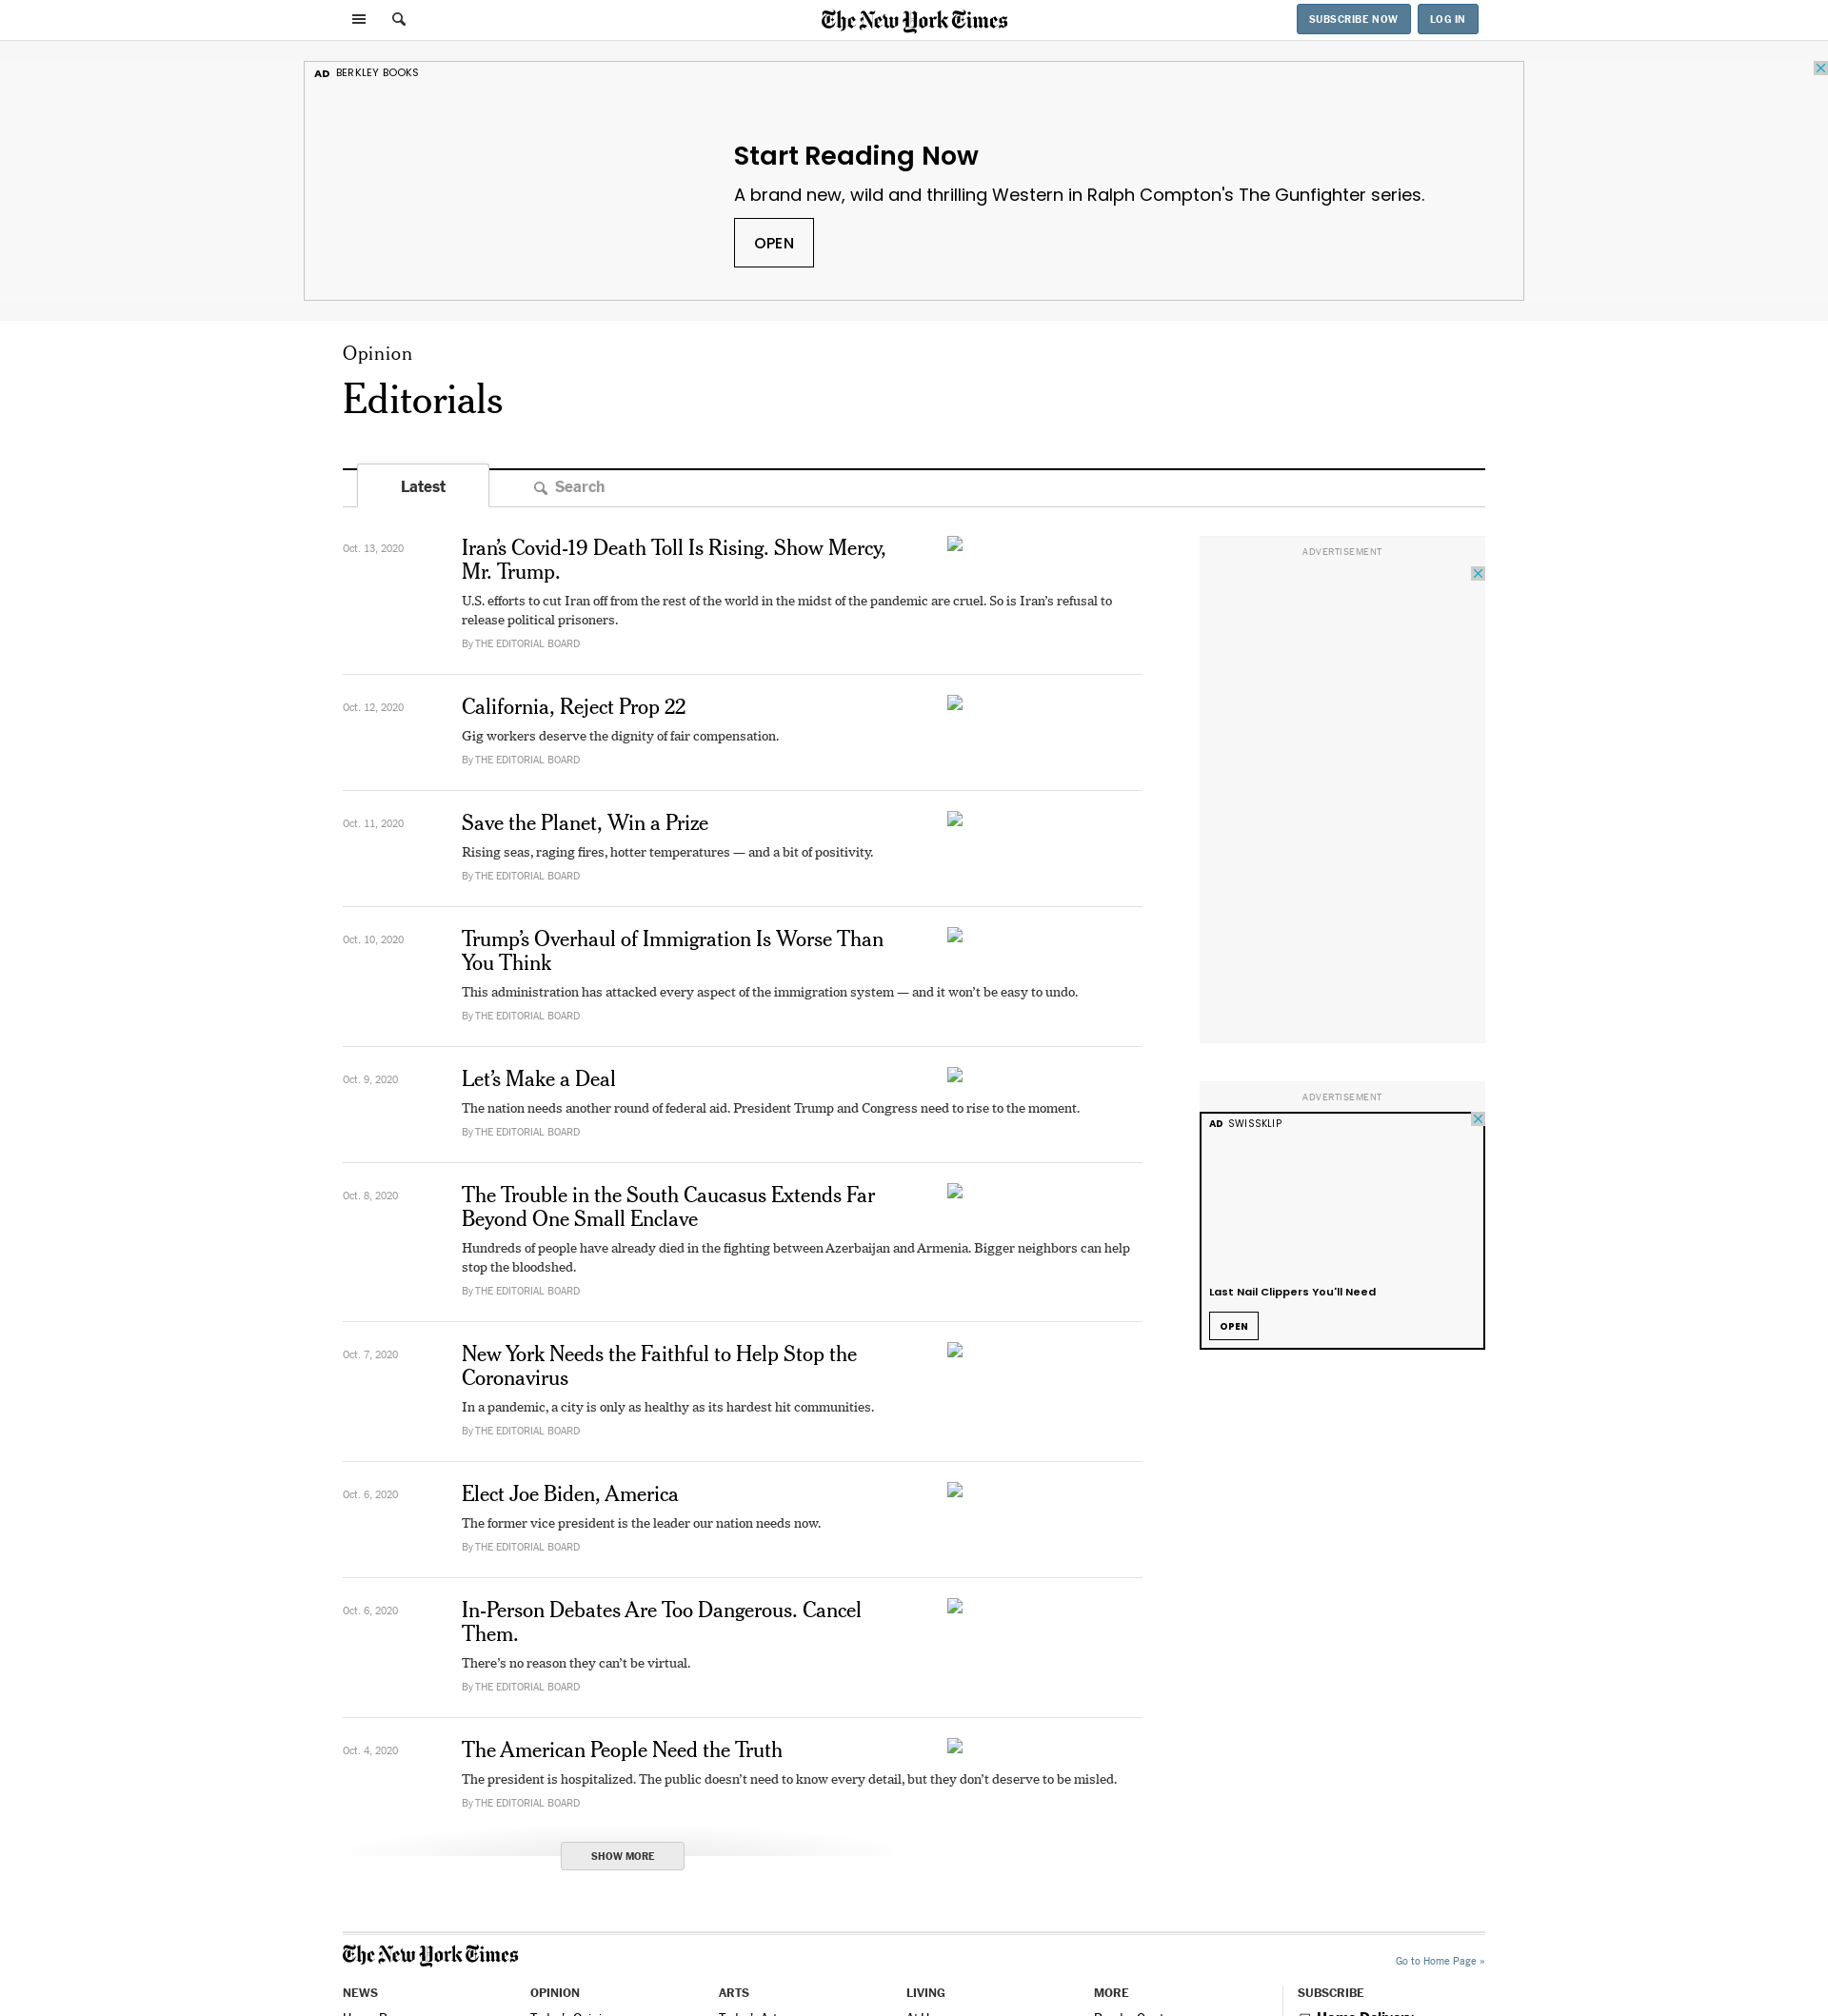 The New York Times
SUBSCRIBE NOW
LOG IN
AD BERKLEY BOOKS
Start Reading Now
A brand new, wild and thrilling Western in Ralph Compton's The Gunfighter series.
OPEN
Opinion
Editorials
Latest
Search
Oct. 13, 2020
Iran’s Covid-19 Death Toll Is Rising. Show Mercy,
Mr. Trump.
U.S. efforts to cut Iran off from the rest of the world in the midst of the pandemic are cruel. So is Iran’s refusal to
release political prisoners.
By THE EDITORIAL BOARD
Oct. 12, 2020
California, Reject Prop 22
Gig workers deserve the dignity of fair compensation.
By THE EDITORIAL BOARD
Oct. 11, 2020
Save the Planet, Win a Prize
Rising seas, raging fires, hotter temperatures — and a bit of positivity.
By THE EDITORIAL BOARD
Oct. 10, 2020
Trump’s Overhaul of Immigration Is Worse Than
You Think
This administration has attacked every aspect of the immigration system — and it won’t be easy to undo.
By THE EDITORIAL BOARD
Oct. 9, 2020
Let’s Make a Deal
The nation needs another round of federal aid. President Trump and Congress need to rise to the moment.
By THE EDITORIAL BOARD
Oct. 8, 2020
The Trouble in the South Caucasus Extends Far
Beyond One Small Enclave
Hundreds of people have already died in the fighting between Azerbaijan and Armenia. Bigger neighbors can help
stop the bloodshed.
By THE EDITORIAL BOARD
Oct. 7, 2020
New York Needs the Faithful to Help Stop the
Coronavirus
In a pandemic, a city is only as healthy as its hardest hit communities.
By THE EDITORIAL BOARD
Oct. 6, 2020
Elect Joe Biden, America
The former vice president is the leader our nation needs now.
By THE EDITORIAL BOARD
Oct. 6, 2020
In-Person Debates Are Too Dangerous. Cancel
Them.
There’s no reason they can’t be virtual.
By THE EDITORIAL BOARD
Oct. 4, 2020
The American People Need the Truth
The president is hospitalized. The public doesn’t need to know every detail, but they don’t deserve to be misled.
By THE EDITORIAL BOARD
SHOW MORE
ADVERTISEMENT
ADVERTISEMENT
AD SWISSKLIP
Last Nail Clippers You'll Need
OPEN
The New York Times
Go to Home Page »
NEWS
OPINION
ARTS
LIVING
MORE
SUBSCRIBE
Home Delivery